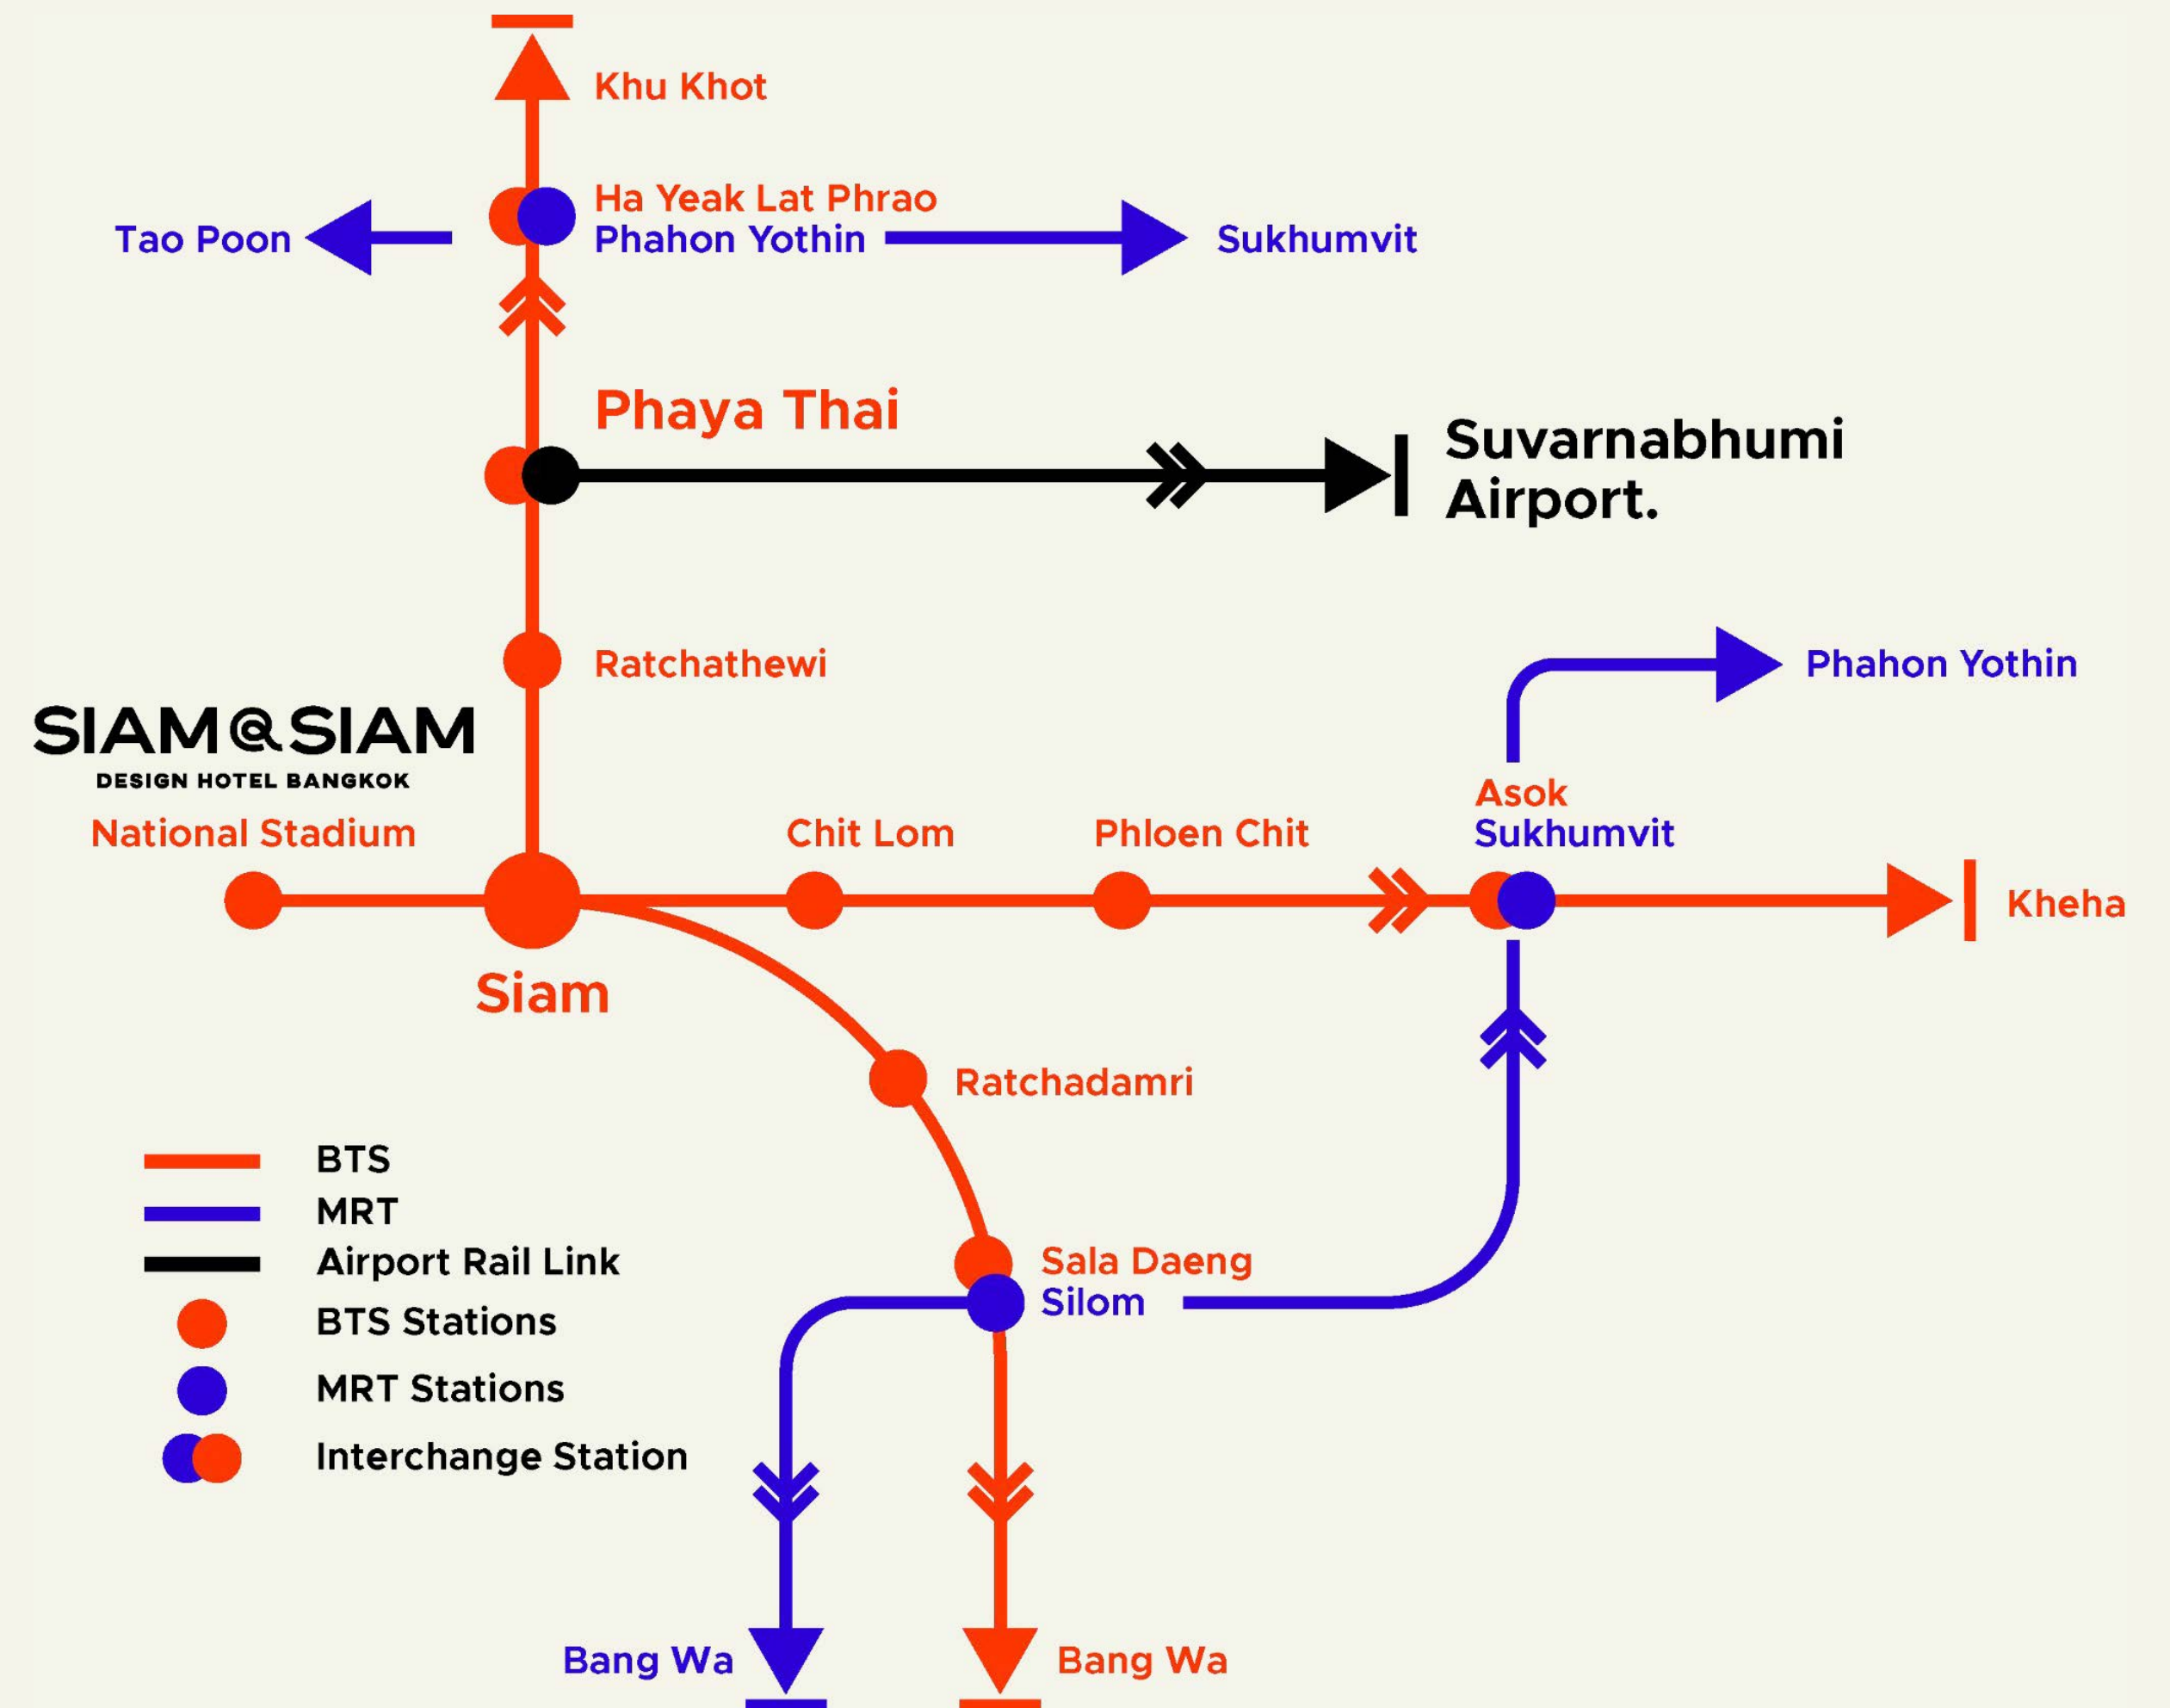 Khu Khot
Ha Yeak Lat Phrao
Tao Poon
Phahon Yothin
Sukhumvit
Phaya Thai
Suvarnabhumi
Airport.
Ratchathewi
Phahon Yothin
SIAM@SIAM
DESIGN HOTEL BANGKOK
National Stadium
Chit Lom
Phloen Chit
Asok
Sukhumvit
Kheha
Siam
Ratchadamri
BTS
MRT
Airport Rail Link
BTS Stations
MRT Stations
Interchange Station
Sala Daeng
Silom
Bang Wa
Bang Wa